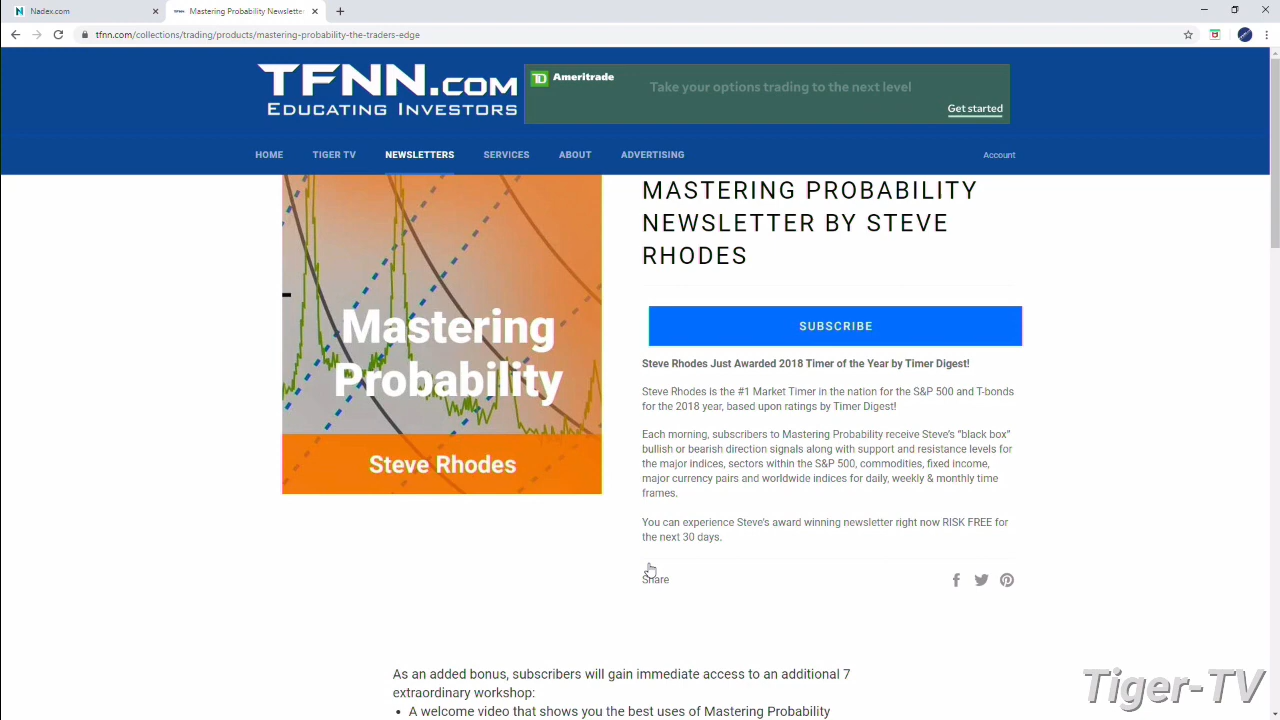 Nadex.com
Mastering Probability Newsletter
tfnn.com/collections/trading/products/mastering-probability-the-traders-edge
TFNN.COM
EDUCATING INVESTORS
TD Ameritrade
Take your options trading to the next level
Get started
HOME TIGER TV NEWSLETTERS SERVICES ABOUT ADVERTISING Account
Mastering
Probability
Steve Rhodes
MASTERING PROBABILITY
NEWSLETTER BY STEVE
RHODES
SUBSCRIBE
Steve Rhodes Just Awarded 2018 Timer of the Year by Timer Digest!
Steve Rhodes is the #1 Market Timer in the nation for the S&P 500 and T-bonds
for the 2018 year, based upon ratings by Timer Digest!
Each morning, subscribers to Mastering Probability receive Steve's “black box”
bullish or bearish direction signals along with support and resistance levels for
the major indices, sectors within the S&P 500, commodities, fixed income,
major currency pairs and worldwide indices for daily, weekly & monthly time
frames.
You can experience Steve's award winning newsletter right now RISK FREE for
the next 30 days.
Share
As an added bonus, subscribers will gain immediate access to an additional 7
extraordinary workshop:
• A welcome video that shows you the best uses of Mastering Probability
Tiger-TV